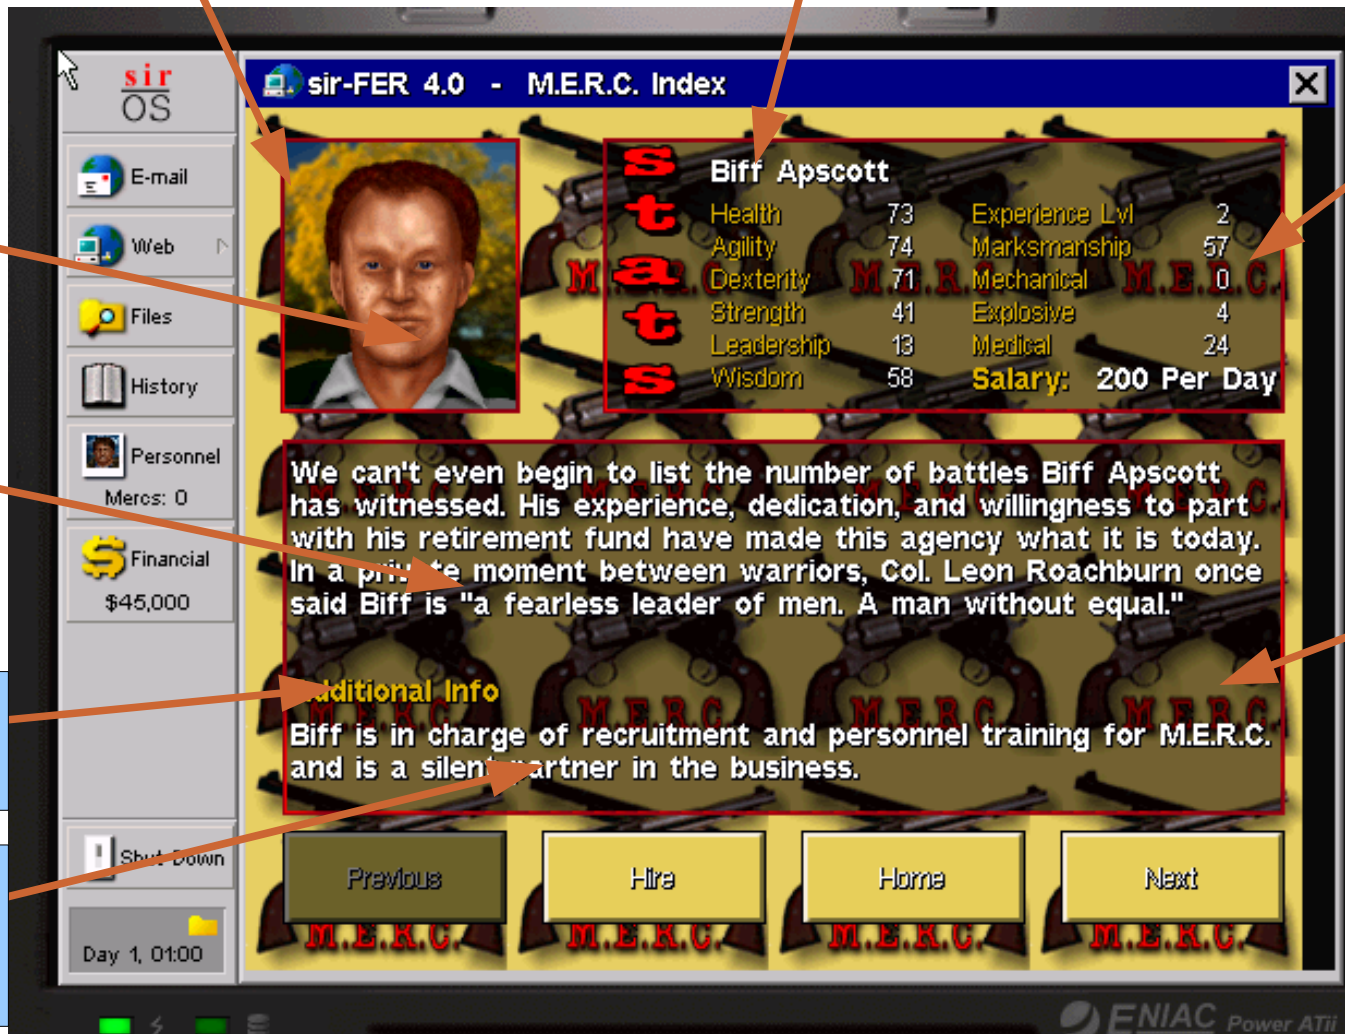 sir
OS
E-mail
Web
Files
History
Personnel
Mercs: 0
Financial
$45,000
Shut Down
Day 1, 01:00
sir-FER 4.0 - M.E.R.C. Index
stats
Biff Apscott
Health 73 Experience Lvl 2
Agility 74 Marksmanship 57
Dexterity 71 Mechanical 0
Strength 41 Explosive 4
Leadership 13 Medical 24
Wisdom 58 Salary: 200 Per Day
We can't even begin to list the number of battles Biff Apscott
has witnessed. His experience, dedication, and willingness to part
with his retirement fund have made this agency what it is today.
In a private moment between warriors, Col. Leon Roachburn once
said Biff is "a fearless leader of men. A man without equal."
Additional Info
Biff is in charge of recruitment and personnel training for M.E.R.C.
and is a silent partner in the business.
Previous
Hire
Home
Next
M.E.R.C. M.E.R.C. M.E.R.C. M.E.R.C.
ENIAC Power ATii